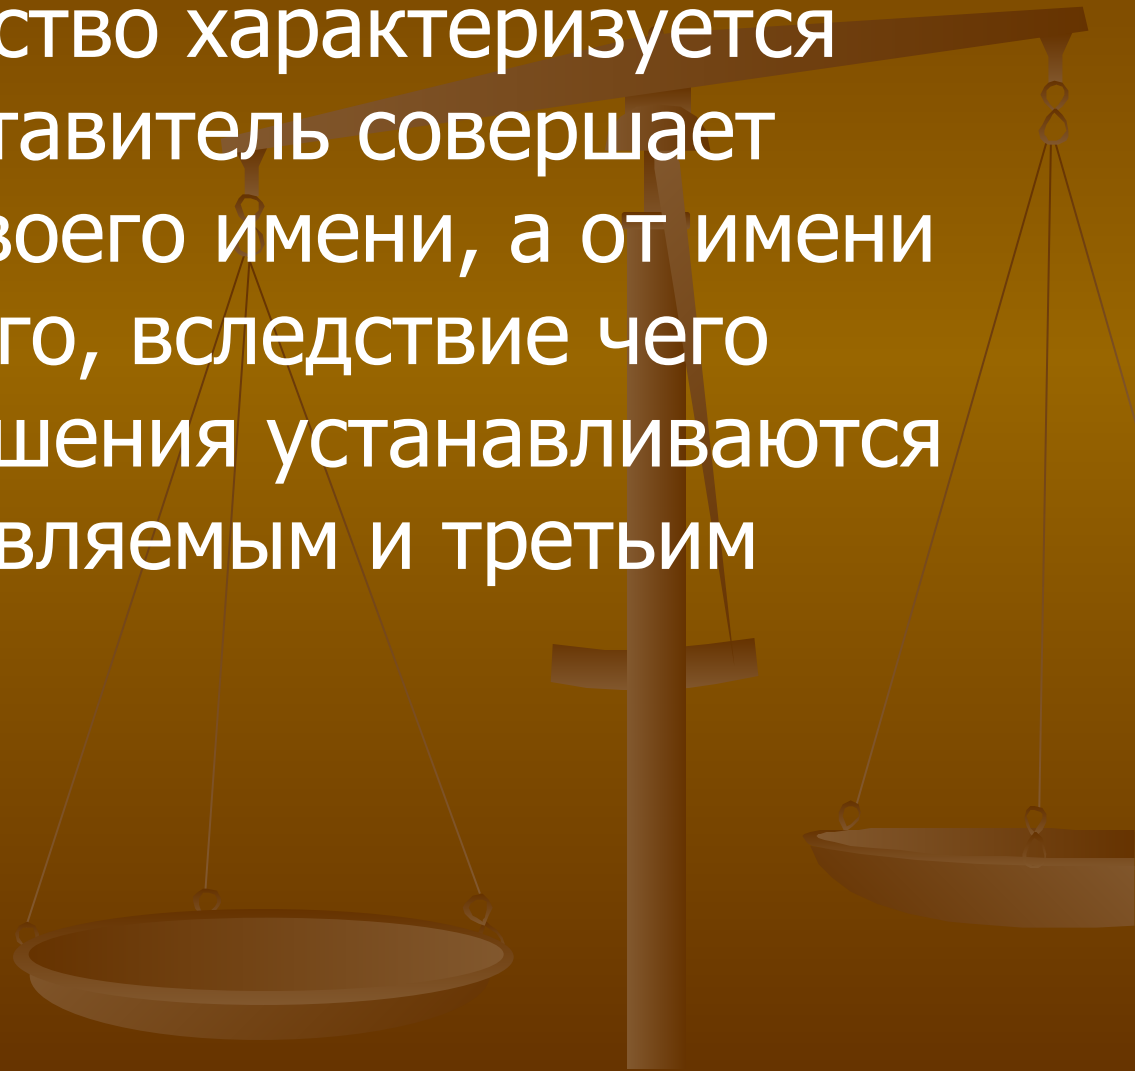 ство характеризуется
тавитель совершает
воего имени, а от имени
го, вследствие чего
шения устанавливаются
вляемым и третьим